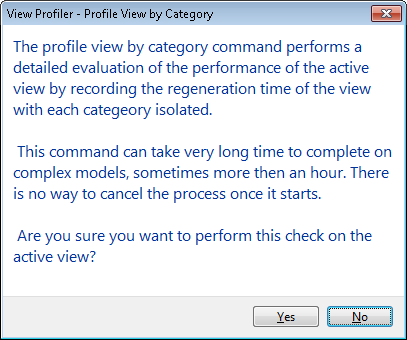 View Profiler - Profile View by Category
The profile view by category command performs a
detailed evaluation of the performance of the active
view by recording the regeneration time of the view
with each categeory isolated.
This command can take very long time to complete on
complex models, sometimes more then an hour. There
is no way to cancel the process once it starts.
Are you sure you want to perform this check on the
active view?
Yes
No